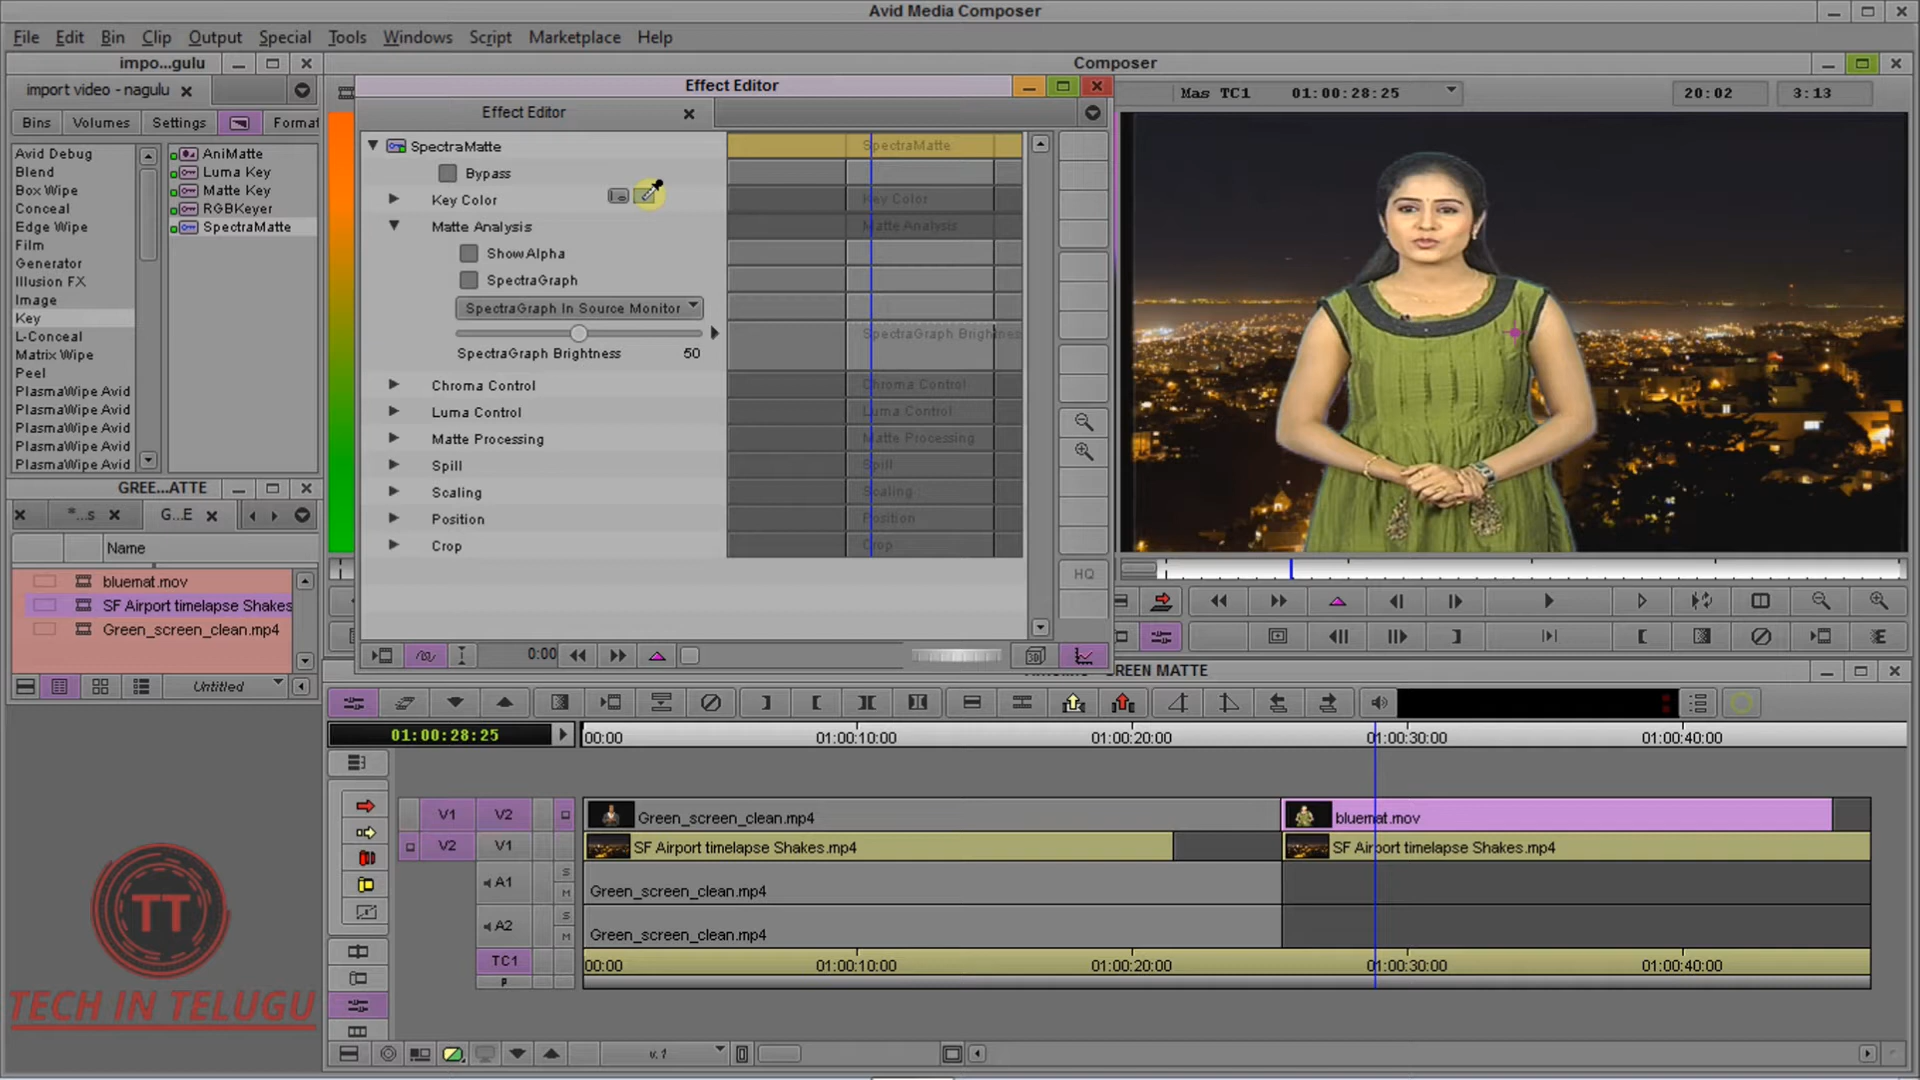 Avid Media Composer
File Edit Bin Clip Output Special Tools Windows Script Marketplace Help
impo...gulu
Composer
import video - nagulu
Effect Editor
Mas TC1 01:00:28:25 20:02 3:13
Effect Editor
Bins Volumes Settings Format
Avid Debug
Blend
Box Wipe
Conceal
Edge Wipe
Film
Generator
Illusion FX
Image
Key
L-Conceal
Matrix Wipe
Peel
PlasmaWipe Avid
PlasmaWipe Avid
PlasmaWipe Avid
PlasmaWipe Avid
PlasmaWipe Avid
AniMatte
Luma Key
Matte Key
RGBKeyer
SpectraMatte
SpectraMatte
Bypass
Key Color
Matte Analysis
Show Alpha
SpectraGraph
SpectraGraph In Source Monitor
SpectraGraph Brightness 50
Chroma Control
Luma Control
Matte Processing
Spill
Scaling
Position
Crop
SpectraMatte
Key Color
Matte Analysis
SpectraGraph Brightness
Chroma Control
Luma Control
Matte Processing
Spill
Scaling
Position
Crop
HQ
0:00
3D
GREE...ATTE
*...s G...E
Name
bluemat.mov
SF Airport timelapse Shakes
Green_screen_clean.mp4
Untitled
GREEN MATTE
01:00:28:25
00:00 01:00:10:00 01:00:20:00 01:00:30:00 01:00:40:00
V1 V2 Green_screen_clean.mp4 bluemat.mov
V2 V1 SF Airport timelapse Shakes.mp4 SF Airport timelapse Shakes.mp4
A1 S M Green_screen_clean.mp4
A2 S M Green_screen_clean.mp4
TC1 00:00 01:00:10:00 01:00:20:00 01:00:30:00 01:00:40:00
P
v.1
TT
TECH IN TELUGU